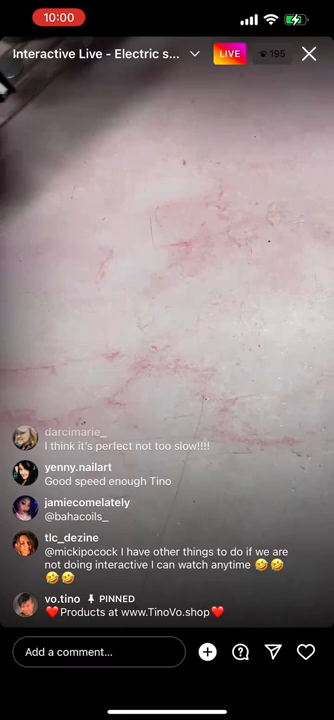 10:00
Interactive Live - Electric s...
LIVE
195
darcimarie_
I think it's perfect not too slow!!!!
yenny.nailart
Good speed enough Tino
jamiecomelately
@bahacoils_
tlc_dezine
@mickipocock I have other things to do if we are
not doing interactive I can watch anytime 🤣🤣
🤣🤣
vo.tino PINNED
❤️Products at www.TinoVo.shop❤️
Add a comment...